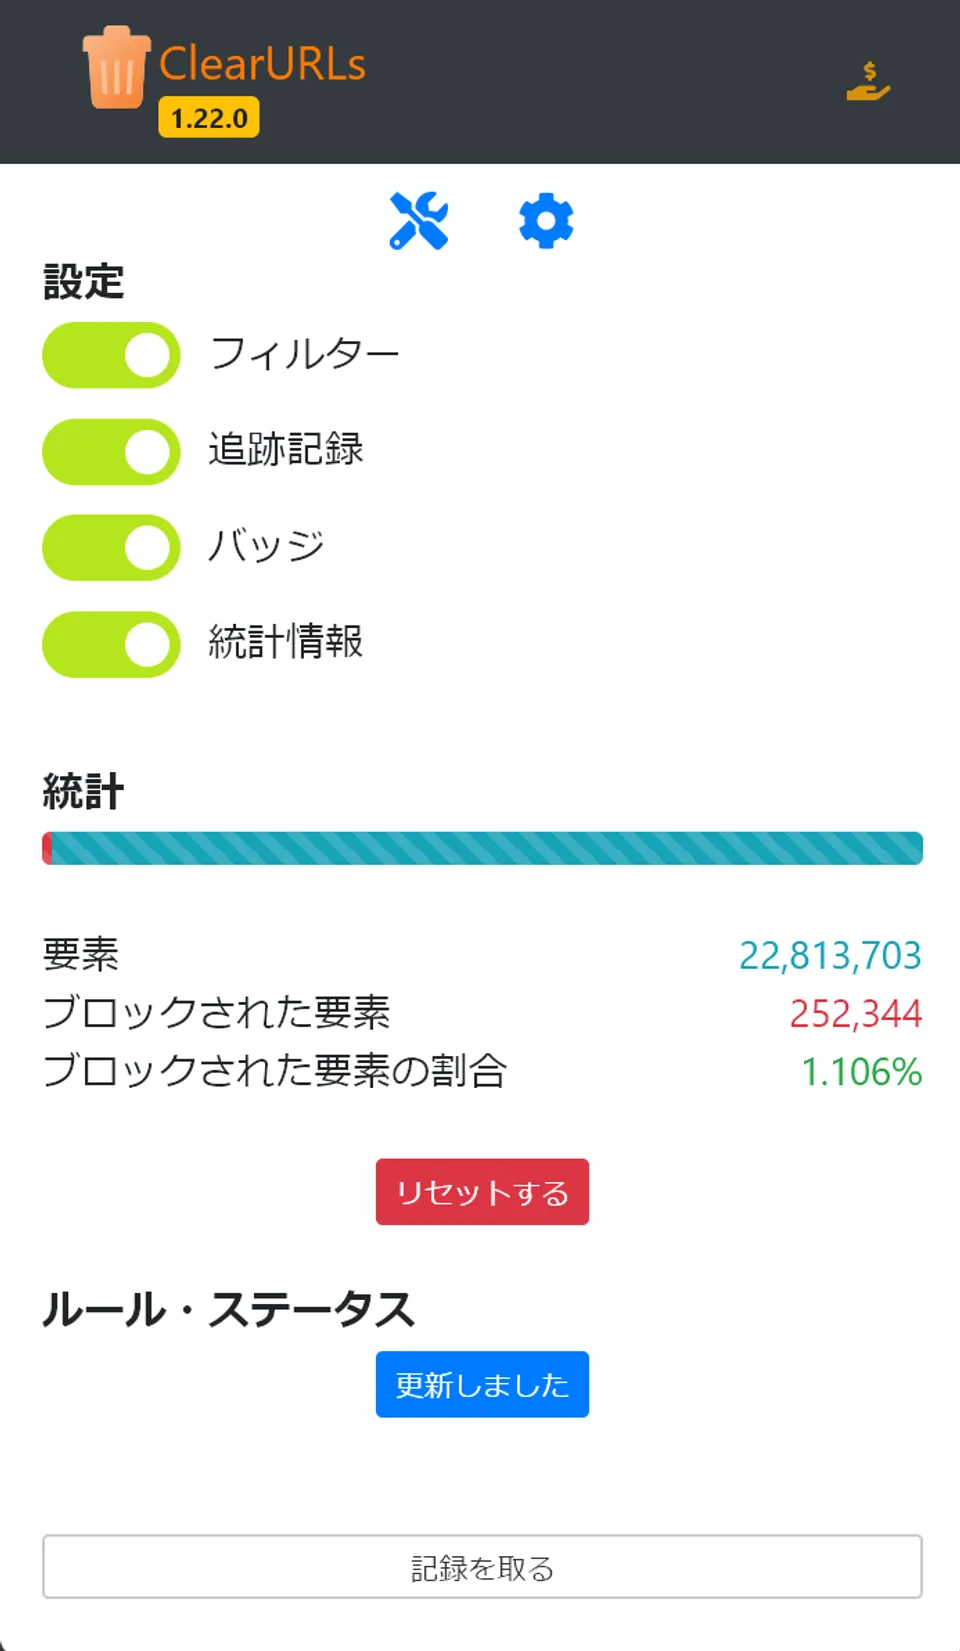 ClearURLs
1.22.0
設定
フィルター
追跡記録
バッジ
統計情報
統計
要素 22,813,703
ブロックされた要素 252,344
ブロックされた要素の割合 1.106%
リセットする
ルール・ステータス
更新しました
記録を取る